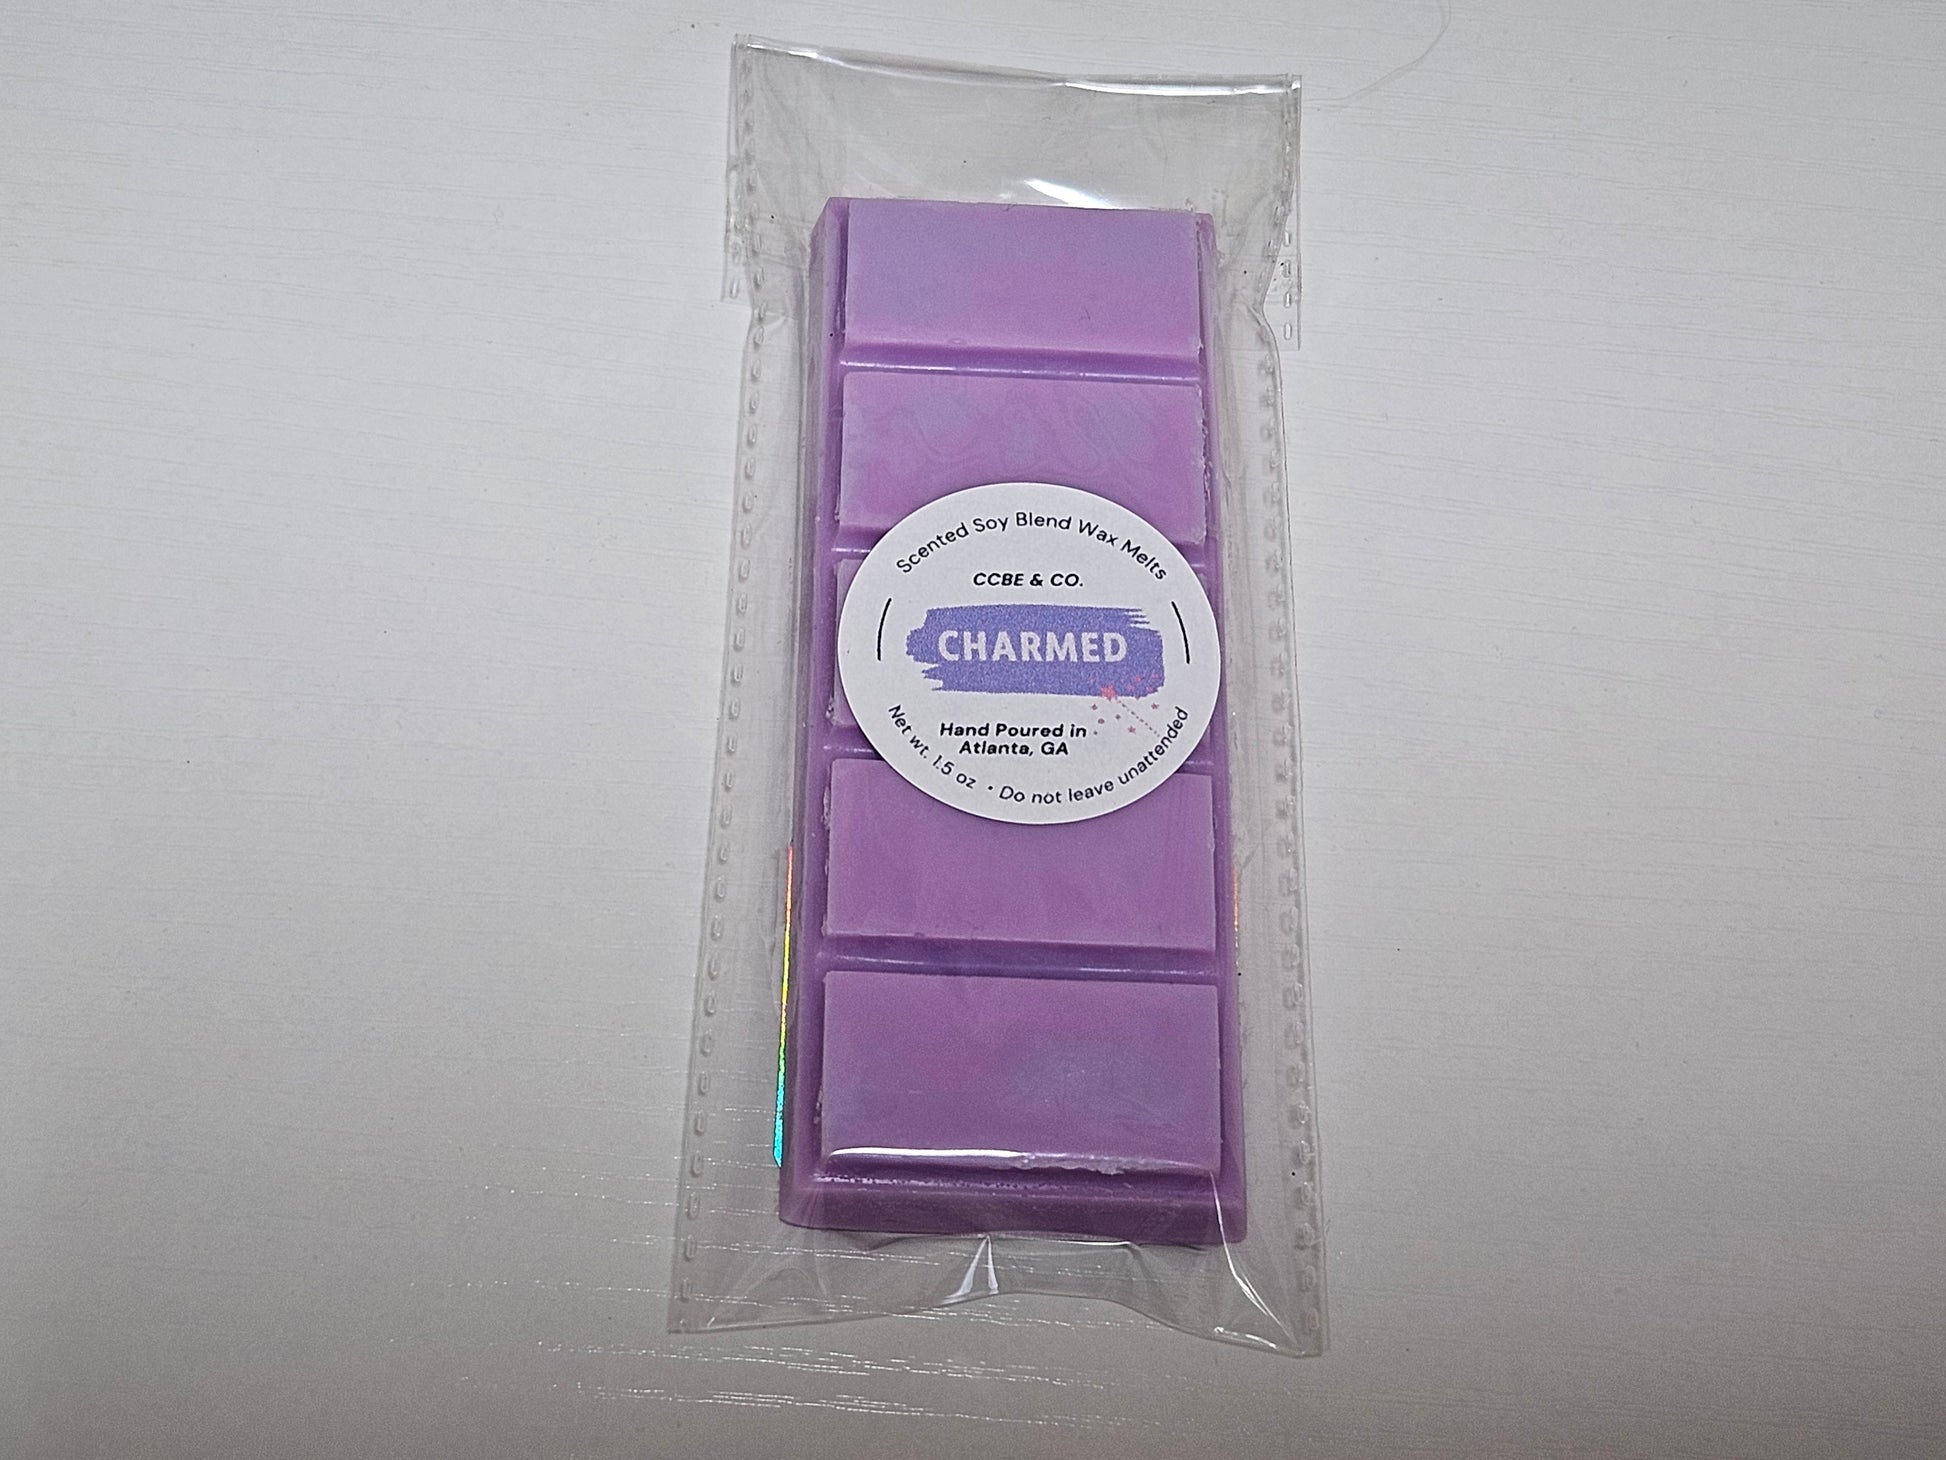 Scented Soy Blend Wax Melts
CCBE & CO.
CHARMED
Hand Poured in
Atlanta, GA
Net wt. 1.5 oz • Do not leave unattended